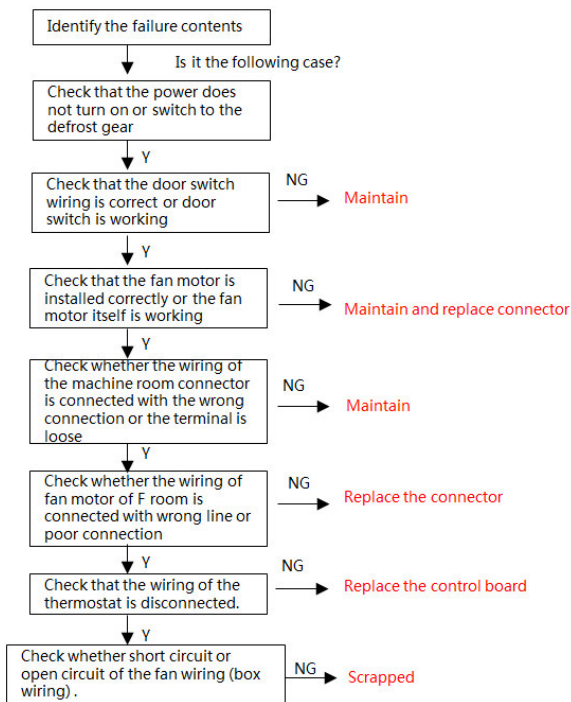 Identify the failure contents
Is it the following case?
Check that the power does
not turn on or switch to the
defrost gear
Y
Check that the door switch
wiring is correct or door
switch is working
NG
Maintain
Y
Check that the fan motor is
installed correctly or the fan
motor itself is working
NG
Maintain and replace connector
Y
Check whether the wiring of
the machine room connector
is connected with the wrong
connection or the terminal is
loose
NG
Maintain
Y
Check whether the wiring of
fan motor of F room is
connected with wrong line or
poor connection
NG
Replace the connector
Y
Check that the wiring of the
thermostat is disconnected.
NG
Replace the control board
Y
Check whether short circuit or
open circuit of the fan wiring (box
wiring) .
NG
Scrapped